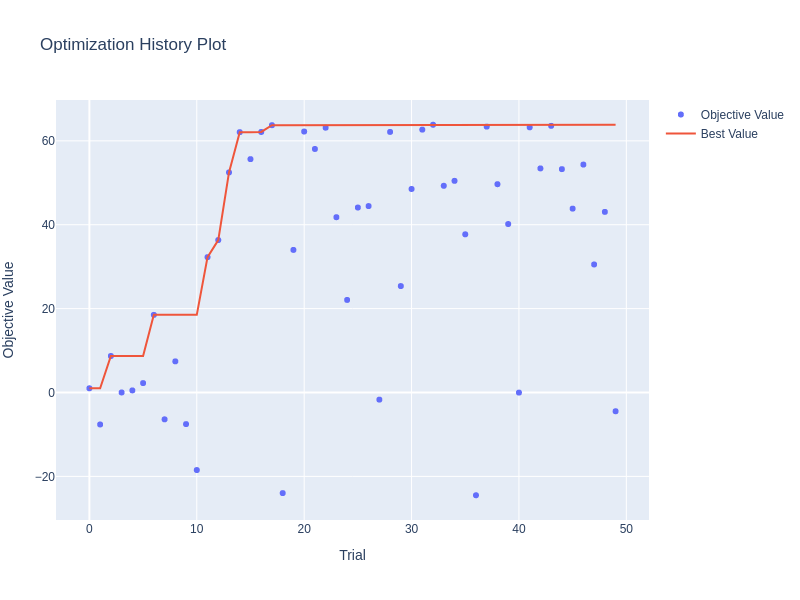 Optimization History Plot
Objective Value
Best Value
60
40
20
0
−20
0 10 20 30 40 50
Trial
Objective Value